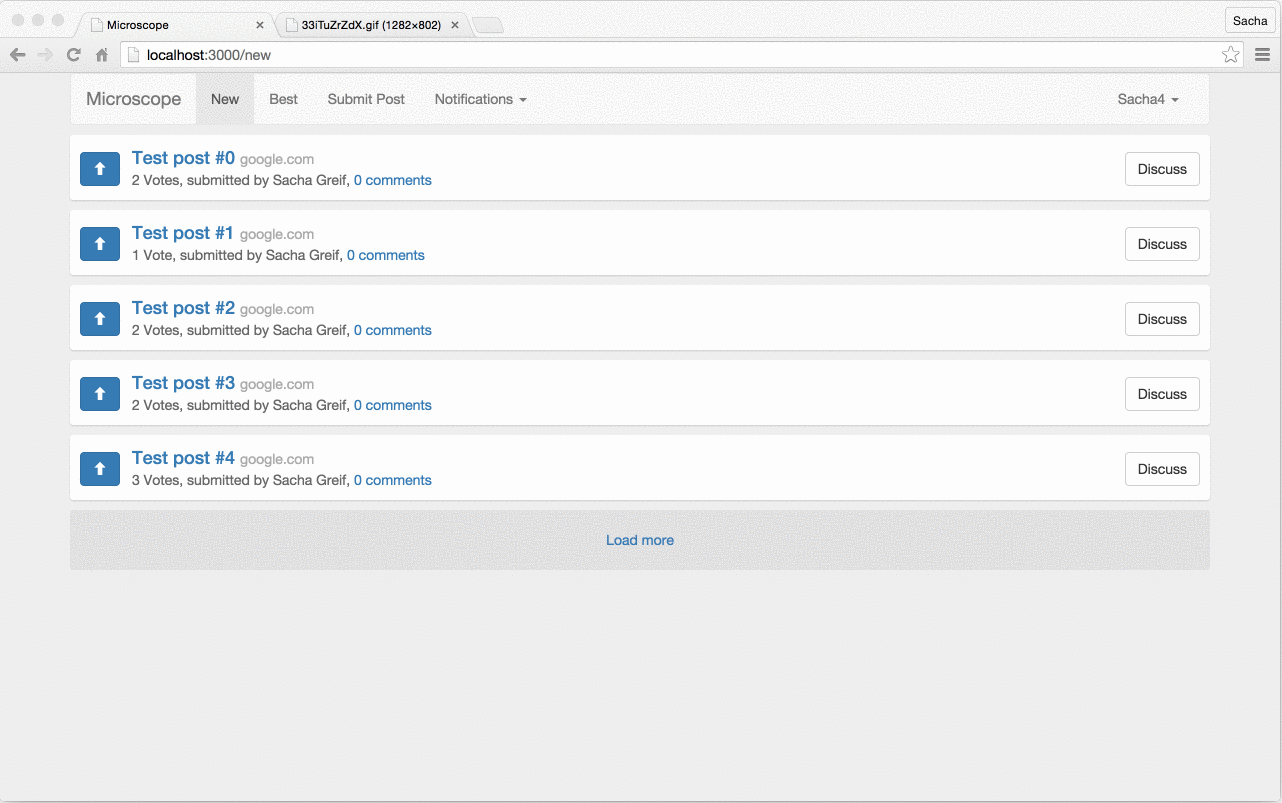 Microscope
33iTuZrZdX.gif (1282×802)
Sacha
localhost:3000/new
Microscope New Best Submit Post Notifications Sacha4
Test post #0 google.com
2 Votes, submitted by Sacha Greif, 0 comments
Discuss
Test post #1 google.com
1 Vote, submitted by Sacha Greif, 0 comments
Discuss
Test post #2 google.com
2 Votes, submitted by Sacha Greif, 0 comments
Discuss
Test post #3 google.com
2 Votes, submitted by Sacha Greif, 0 comments
Discuss
Test post #4 google.com
3 Votes, submitted by Sacha Greif, 0 comments
Discuss
Load more